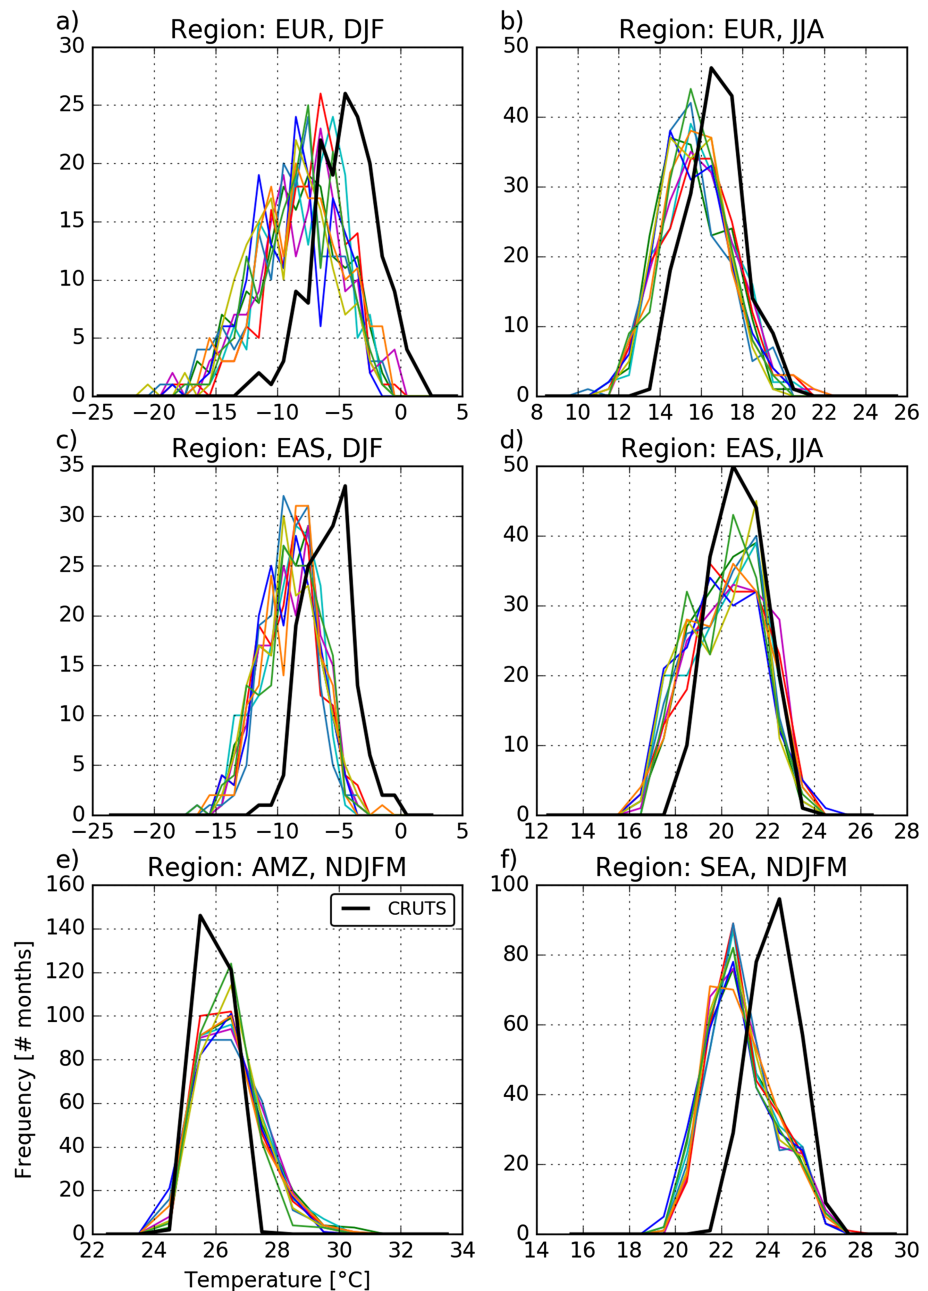 a)
Region: EUR, DJF
30
25
20
15
10
5
0
−25 −20 −15 −10 −5 0 5
b)
Region: EUR, JJA
50
40
30
20
10
0
8 10 12 14 16 18 20 22 24 26
c)
Region: EAS, DJF
35
30
25
20
15
10
5
0
−25 −20 −15 −10 −5 0 5
d)
Region: EAS, JJA
50
40
30
20
10
0
12 14 16 18 20 22 24 26 28
e)
Region: AMZ, NDJFM
160
140
120
100
80
60
40
20
0
22 24 26 28 30 32 34
CRUTS
Frequency [# months]
Temperature [°C]
f)
Region: SEA, NDJFM
100
80
60
40
20
0
14 16 18 20 22 24 26 28 30